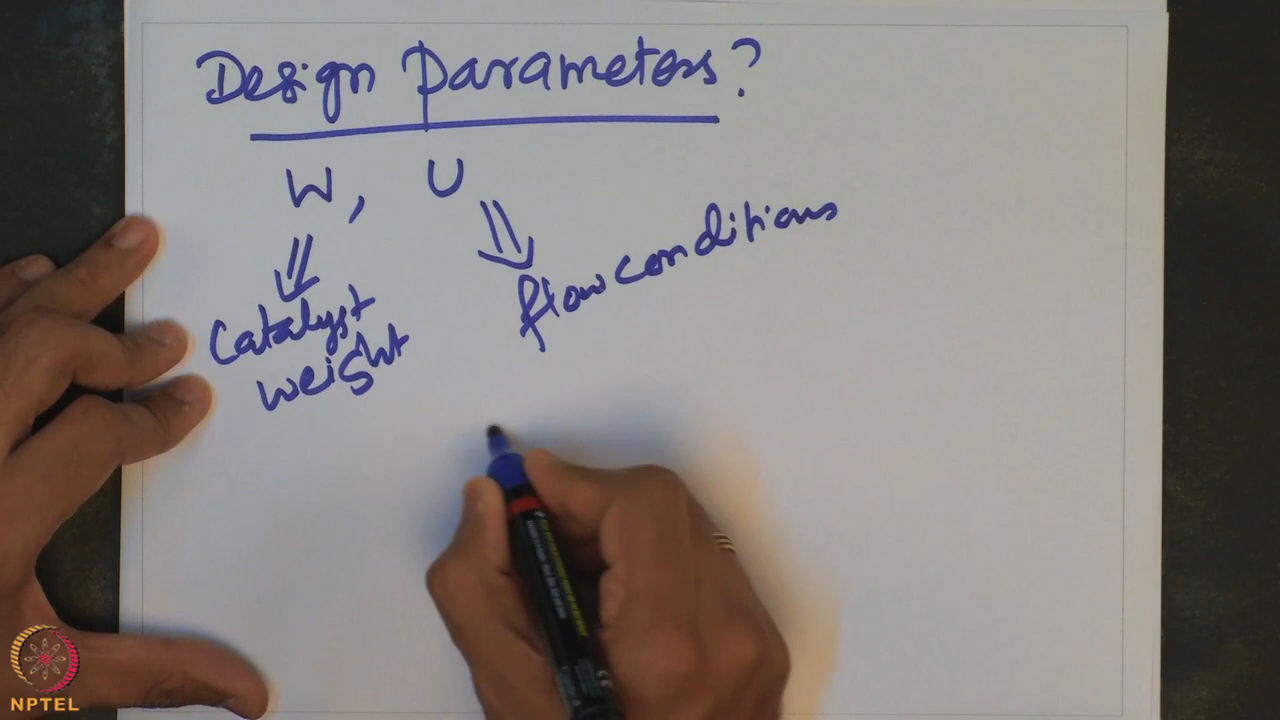 Design parameters?
W, U
Catalyst
weight
flow conditions
NPTEL